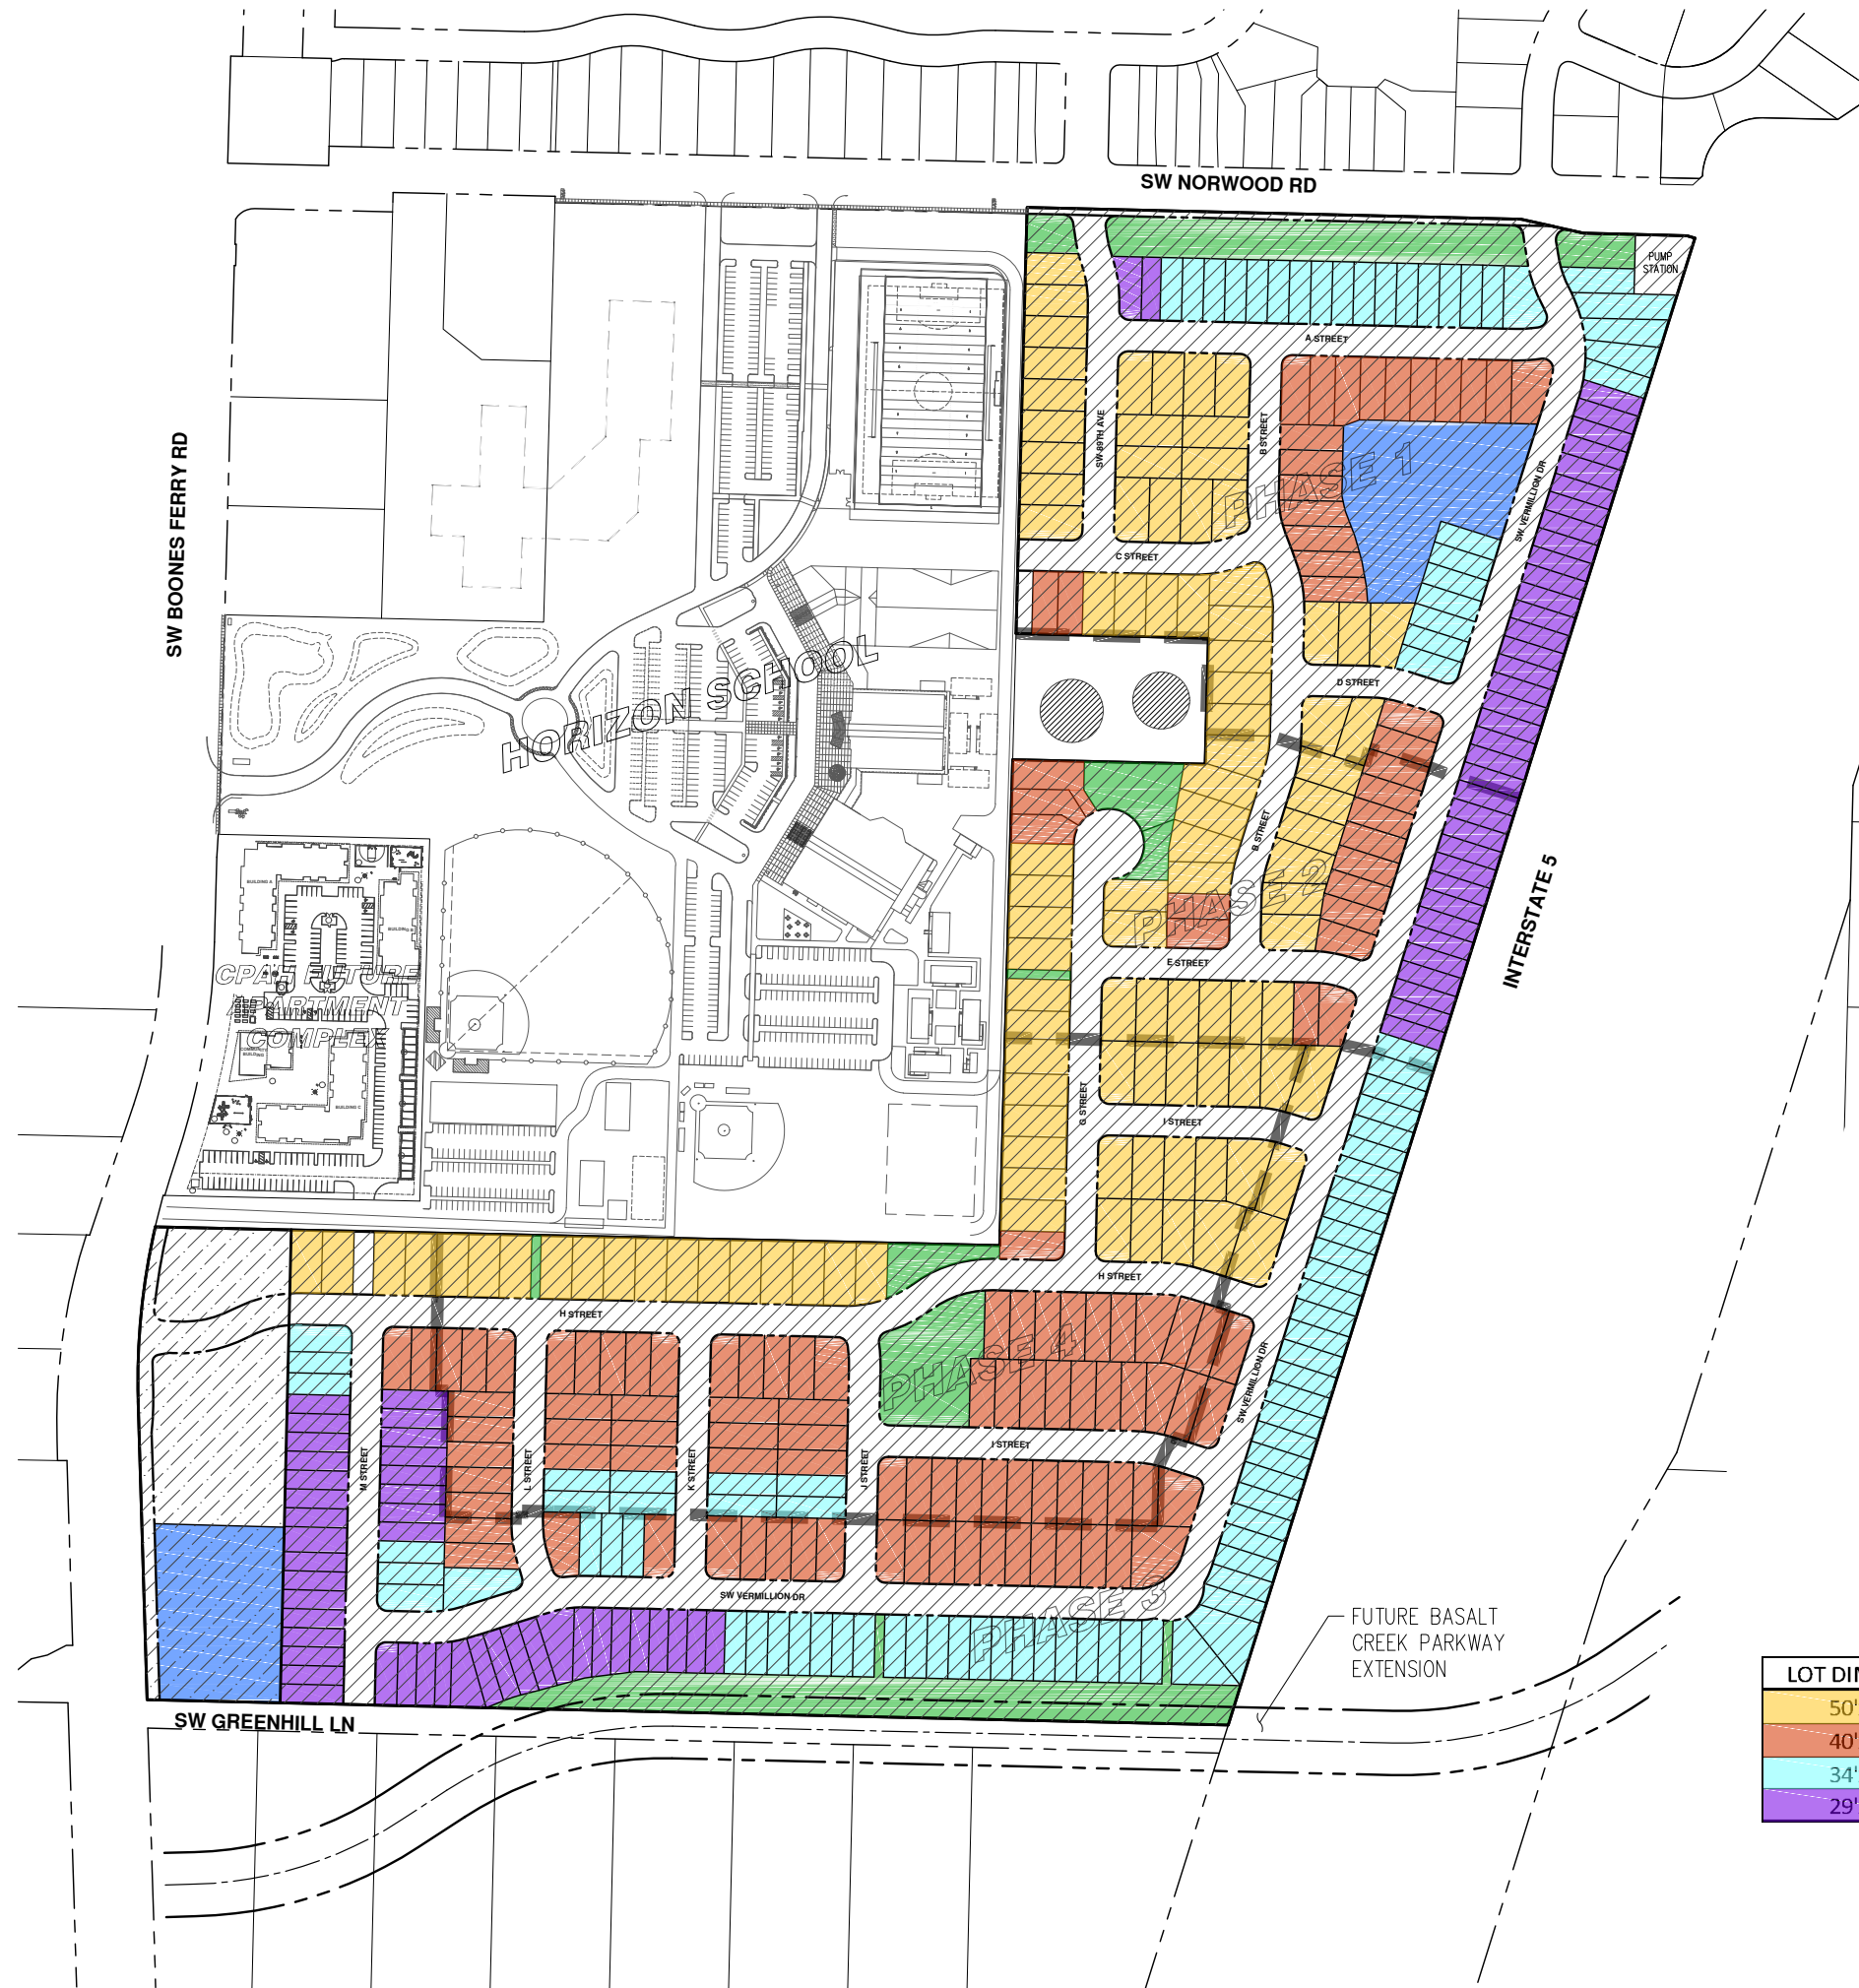 SW NORWOOD RD
PUMP
STATION
A STREET
SW 89TH AVE
B STREET
SW BOONES FERRY RD
PHASE 1
SW VERMILLION DR
C STREET
HORIZON SCHOOL
D STREET
B STREET
INTERSTATE 5
BUILDING A
PHASE 2
E STREET
CPAH FUTURE
APARTMENT
COMPLEX
G STREET
BUILDING C
I STREET
H STREET
H STREET
PHASE 4
SW VERMILLION DR
I STREET
M STREET
L STREET
K STREET
J STREET
SW VERMILLION DR
PHASE 3
FUTURE BASALT
CREEK PARKWAY
EXTENSION
SW GREENHILL LN
LOT DI
50'
40'
34'
29'